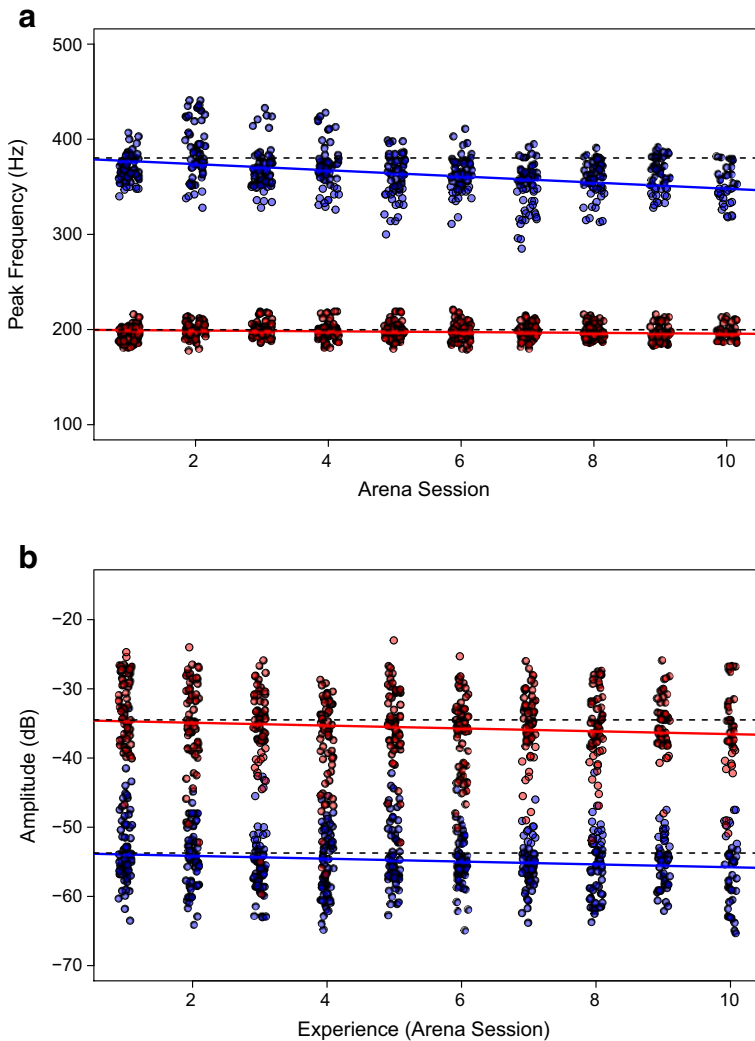 a
500
400
300
200
100
Peak Frequency (Hz)
2 4 6 8 10
Arena Session
b
−20
−30
−40
−50
−60
−70
Amplitude (dB)
2 4 6 8 10
Experience (Arena Session)